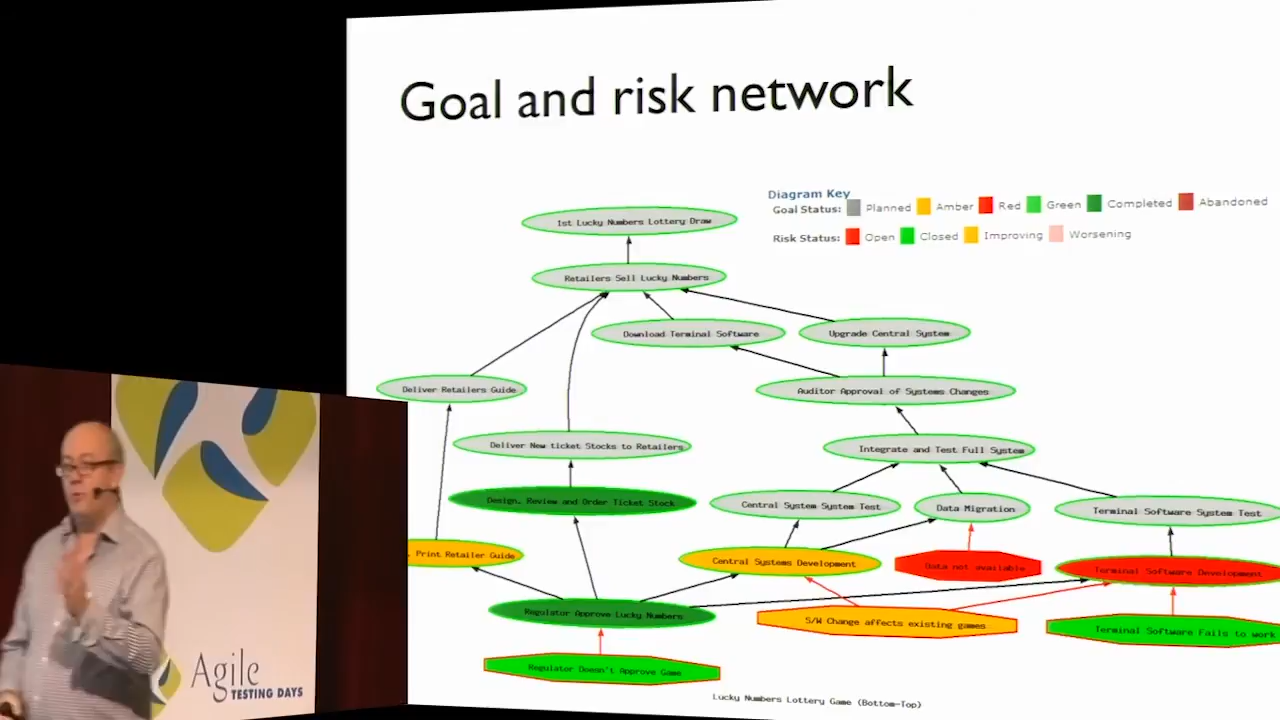 Goal and risk network
Diagram Key
Goal Status: Planned Amber Red Green Completed Abandoned
Risk Status: Open Closed Improving Worsening
1st Lucky Numbers Lottery Draw
Retailers Sell Lucky Numbers
Download Terminal Software
Upgrade Central System
Deliver Retailers Guide
Auditor Approval of Systems Changes
Deliver New ticket Stocks to Retailers
Integrate and Test Full System
Design, Review and Order Ticket Stock
Central System System Test
Data Migration
Terminal Software System Test
, Print Retailer Guide
Central Systems Development
Data not available
Terminal Software Development
Regulator Approve Lucky Numbers
S/W Change affects existing games
Terminal Software Fails to work
Regulator Doesn't Approve Game
Lucky Numbers Lottery Game (Bottom-Top)
Agile
TESTING DAYS